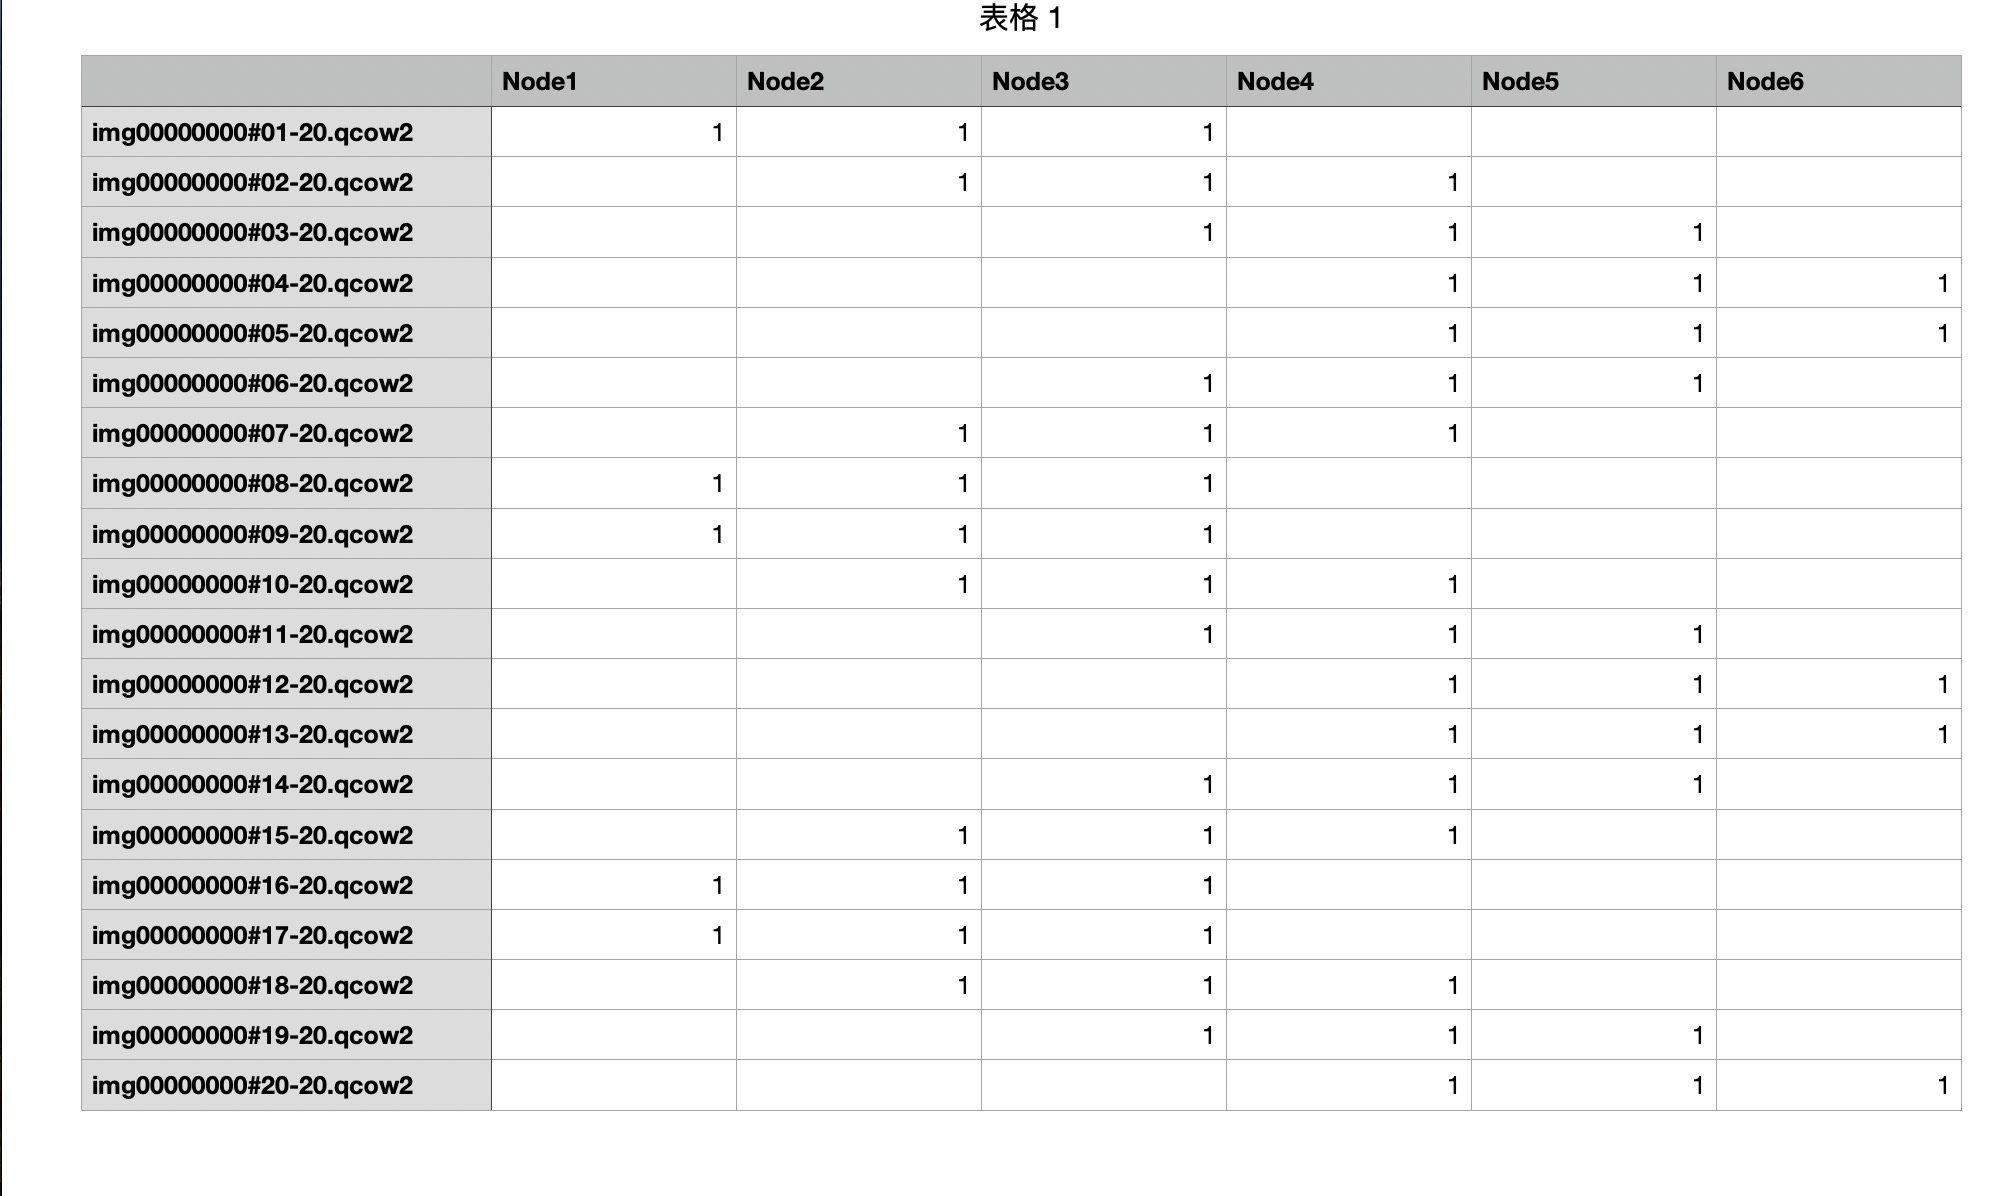 表格 1
Node1 Node2 Node3 Node4 Node5 Node6
img00000000#01-20.qcow2 1 1 1
img00000000#02-20.qcow2 1 1 1
img00000000#03-20.qcow2 1 1 1
img00000000#04-20.qcow2 1 1 1
img00000000#05-20.qcow2 1 1 1
img00000000#06-20.qcow2 1 1 1
img00000000#07-20.qcow2 1 1 1
img00000000#08-20.qcow2 1 1 1
img00000000#09-20.qcow2 1 1 1
img00000000#10-20.qcow2 1 1 1
img00000000#11-20.qcow2 1 1 1
img00000000#12-20.qcow2 1 1 1
img00000000#13-20.qcow2 1 1 1
img00000000#14-20.qcow2 1 1 1
img00000000#15-20.qcow2 1 1 1
img00000000#16-20.qcow2 1 1 1
img00000000#17-20.qcow2 1 1 1
img00000000#18-20.qcow2 1 1 1
img00000000#19-20.qcow2 1 1 1
img00000000#20-20.qcow2 1 1 1